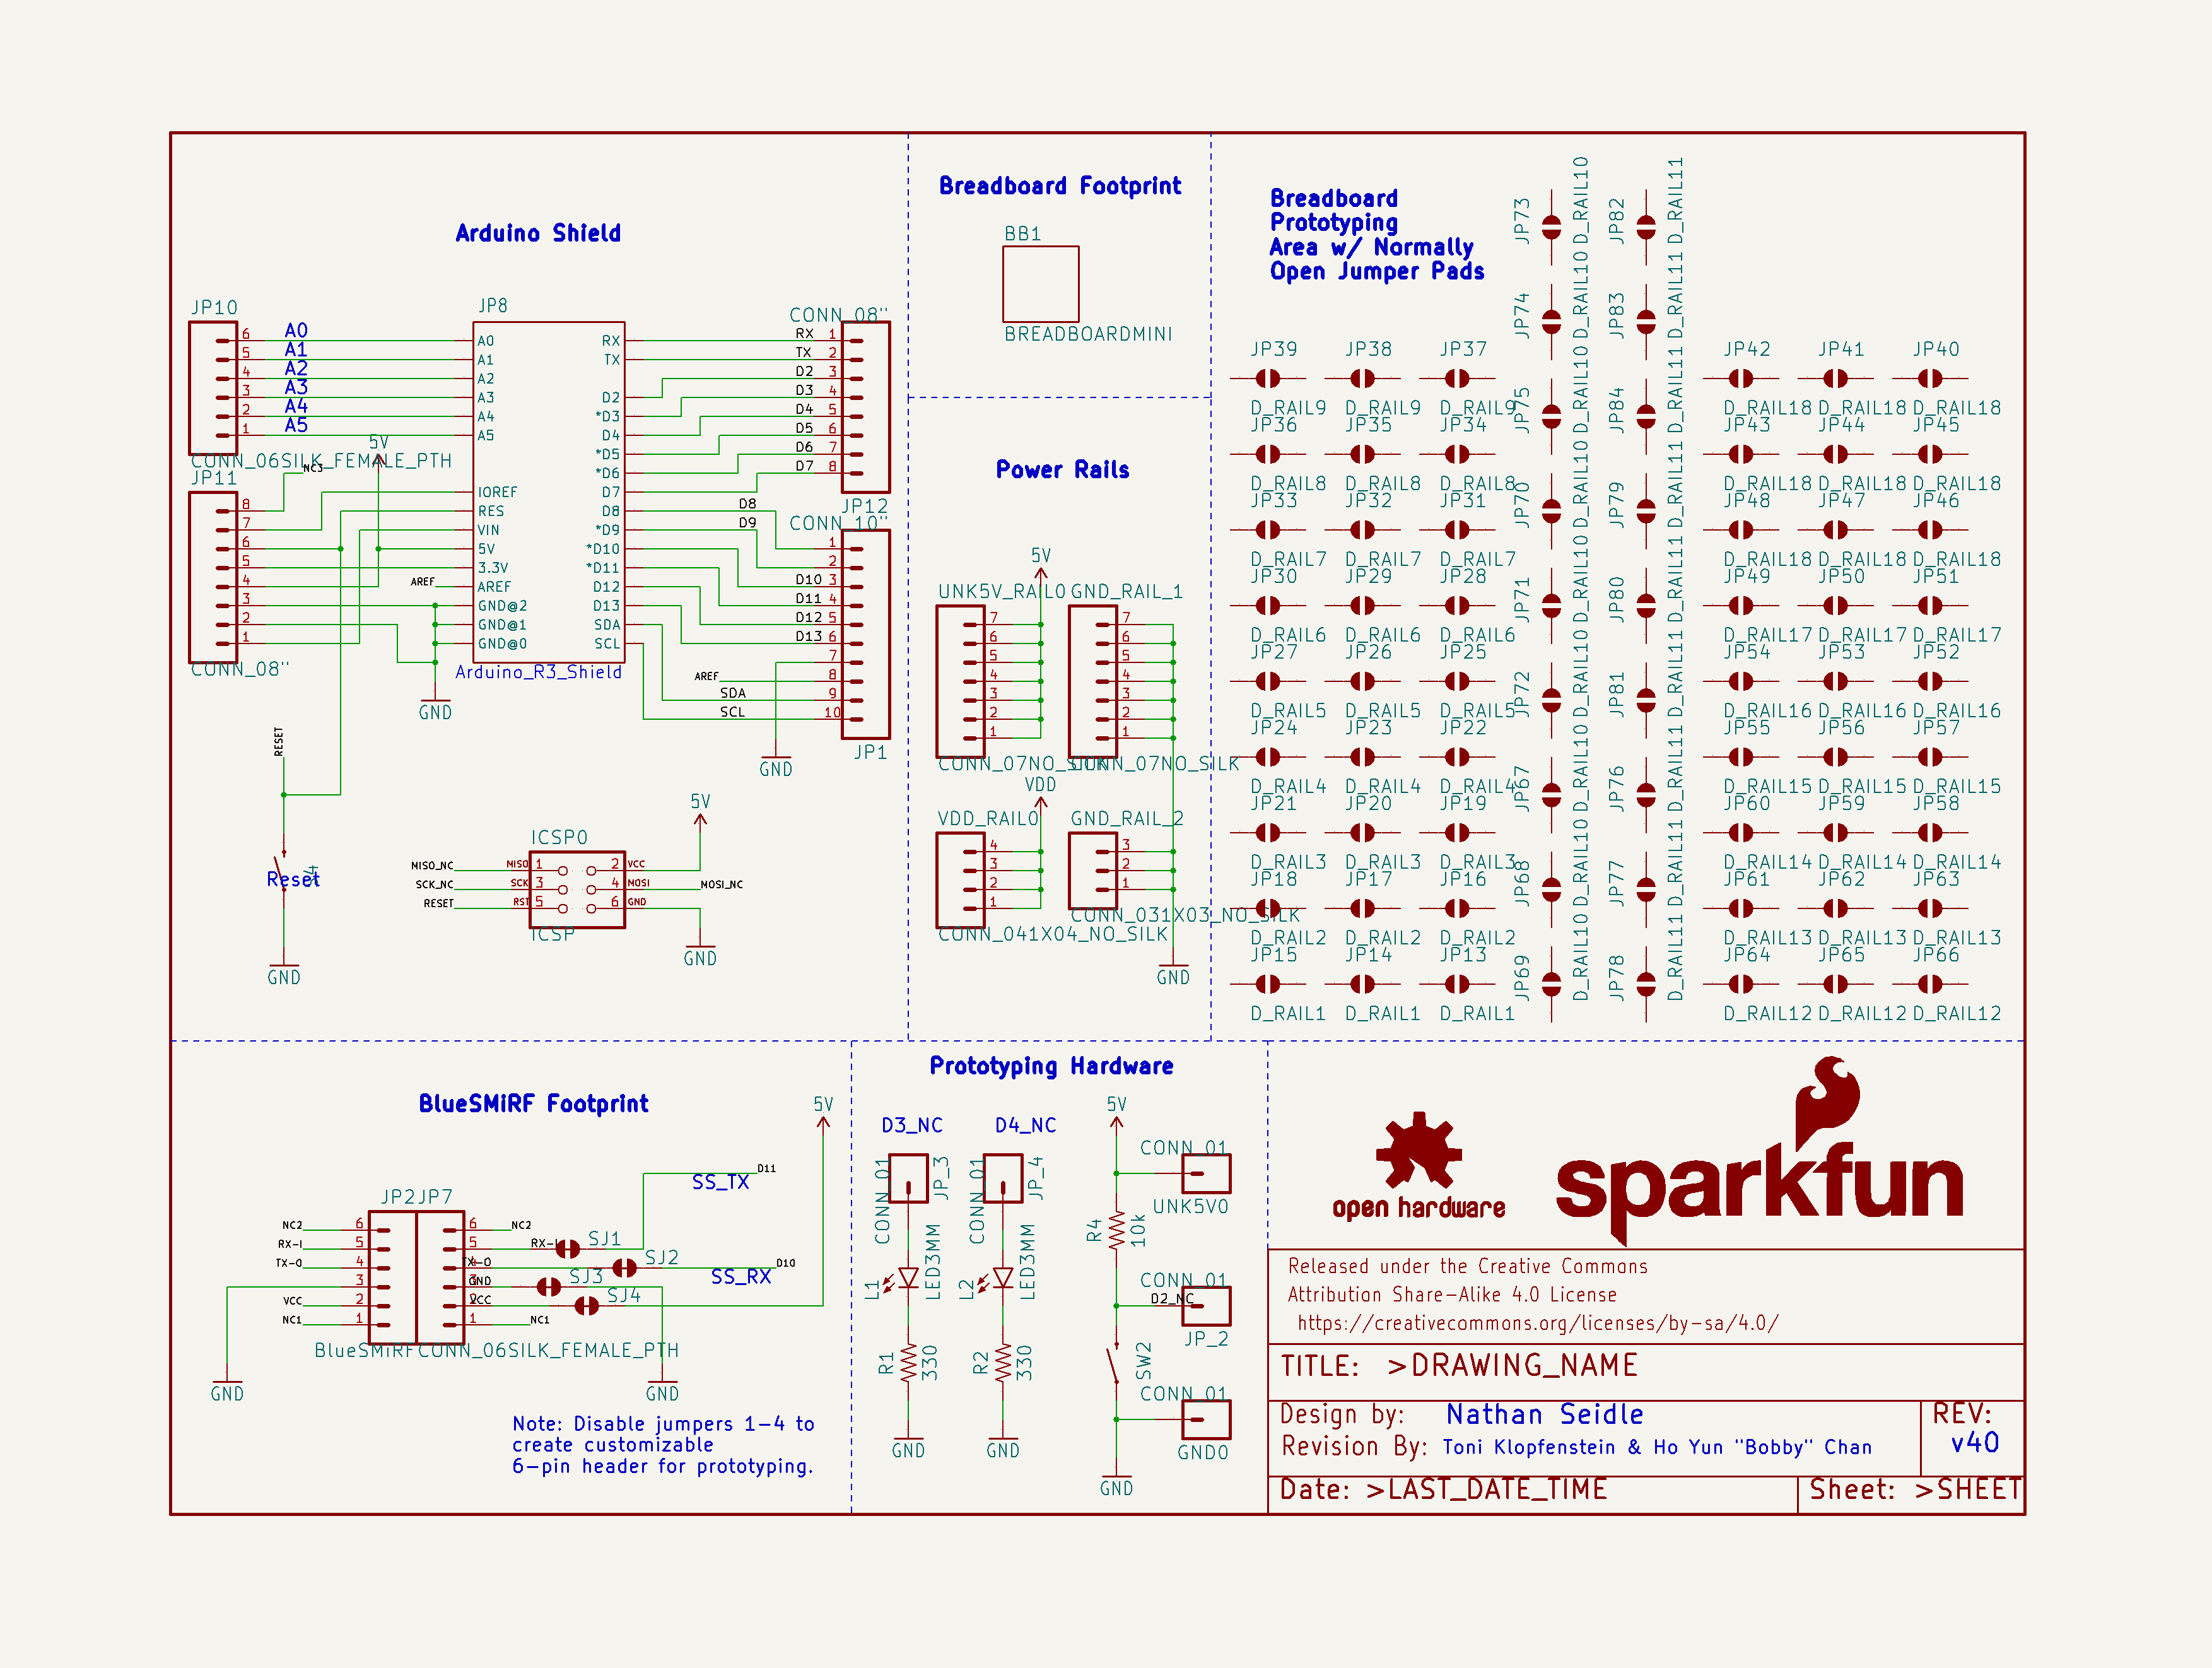 Arduino Shield
JP10
6
5
4
3
2
1
A0
A1
A2
A3
A4
A5
CONN_06SILK_FEMALE_PTH
5V
NC3
JP11
8
7
6
5
4
3
2
1
CONN_08"
JP8
A0
A1
A2
A3
A4
A5
IOREF
RES
VIN
5V
3.3V
AREF
GND@2
GND@1
GND@0
RX
TX
D2
*D3
D4
*D5
*D6
D7
D8
*D9
*D10
*D11
D12
D13
SDA
SCL
Arduino_R3_Shield
AREF
GND
CONN_08"
RX 1
TX 2
D2 3
D3 4
D4 5
D5 6
D6 7
D7 8
JP12
CONN_10"
D8
D9
1
2
D10 3
D11 4
D12 5
D13 6
7
AREF 8
SDA 9
SCL 10
JP1
GND
RESET
Reset
GND
ICSP0
MISO_NC MISO 1 2 VCC
SCK_NC SCK 3 4 MOSI MOSI_NC
RESET RST 5 6 GND
ICSP
5V
GND
Breadboard Footprint
BB1
BREADBOARDMINI
Power Rails
5V
UNK5V_RAIL0 GND_RAIL_1
7 7
6 6
5 5
4 4
3 3
2 2
1 1
CONN_07NO_SILK CONN_07NO_SILK
VDD
VDD_RAIL0 GND_RAIL_2
4 3
3 2
2 1
1
CONN_031X03_NO_SILK
CONN_041X04_NO_SILK
GND
Breadboard
Prototyping
Area w/ Normally
Open Jumper Pads
JP39 JP38 JP37
D_RAIL9 D_RAIL9 D_RAIL9
JP36 JP35 JP34
D_RAIL8 D_RAIL8 D_RAIL8
JP33 JP32 JP31
D_RAIL7 D_RAIL7 D_RAIL7
JP30 JP29 JP28
D_RAIL6 D_RAIL6 D_RAIL6
JP27 JP26 JP25
D_RAIL5 D_RAIL5 D_RAIL5
JP24 JP23 JP22
D_RAIL4 D_RAIL4 D_RAIL4
JP21 JP20 JP19
D_RAIL3 D_RAIL3 D_RAIL3
JP18 JP17 JP16
D_RAIL2 D_RAIL2 D_RAIL2
JP15 JP14 JP13
D_RAIL1 D_RAIL1 D_RAIL1
JP73 D_RAIL10 JP82 D_RAIL11
JP74 D_RAIL10 JP83 D_RAIL11
JP75 D_RAIL10 JP84 D_RAIL11
JP70 D_RAIL10 JP79 D_RAIL11
JP71 D_RAIL10 JP80 D_RAIL11
JP72 D_RAIL10 JP81 D_RAIL11
JP67 D_RAIL10 JP76 D_RAIL11
JP68 D_RAIL10 JP77 D_RAIL11
JP69 D_RAIL10 JP78 D_RAIL11
JP42 JP41 JP40
D_RAIL18 D_RAIL18 D_RAIL18
JP43 JP44 JP45
D_RAIL18 D_RAIL18 D_RAIL18
JP48 JP47 JP46
D_RAIL18 D_RAIL18 D_RAIL18
JP49 JP50 JP51
D_RAIL17 D_RAIL17 D_RAIL17
JP54 JP53 JP52
D_RAIL16 D_RAIL16 D_RAIL16
JP55 JP56 JP57
D_RAIL15 D_RAIL15 D_RAIL15
JP60 JP59 JP58
D_RAIL14 D_RAIL14 D_RAIL14
JP61 JP62 JP63
D_RAIL13 D_RAIL13 D_RAIL13
JP64 JP65 JP66
D_RAIL12 D_RAIL12 D_RAIL12
BlueSMiRF Footprint
5V
D11
SS_TX
JP2 JP7
NC2 6 6 NC2
RX-I 5 5 RX-I SJ1
TX-O 4 4 TX-O SJ2 D10
SS_RX
3 3 GND SJ3
VCC 2 2 VCC SJ4
NC1 1 1 NC1
BlueSMiRF CONN_06SILK_FEMALE_PTH
GND GND
Note: Disable jumpers 1-4 to
create customizable
6-pin header for prototyping.
Prototyping Hardware
D3_NC D4_NC
CONN_01 JP_3
CONN_01 JP_4
L1 LED3MM
L2 LED3MM
R1 330
R2 330
GND GND
5V
CONN_01
UNK5V0
R4 10k
CONN_01
D2_NC
JP_2
SW2
CONN_01
GND0
GND
open hardware
sparkfun
Released under the Creative Commons
Attribution Share-Alike 4.0 License
https://creativecommons.org/licenses/by-sa/4.0/
TITLE: >DRAWING_NAME
Design by: Nathan Seidle
REV:
Revision By: Toni Klopfenstein & Ho Yun "Bobby" Chan
v40
Date: >LAST_DATE_TIME
Sheet: >SHEET